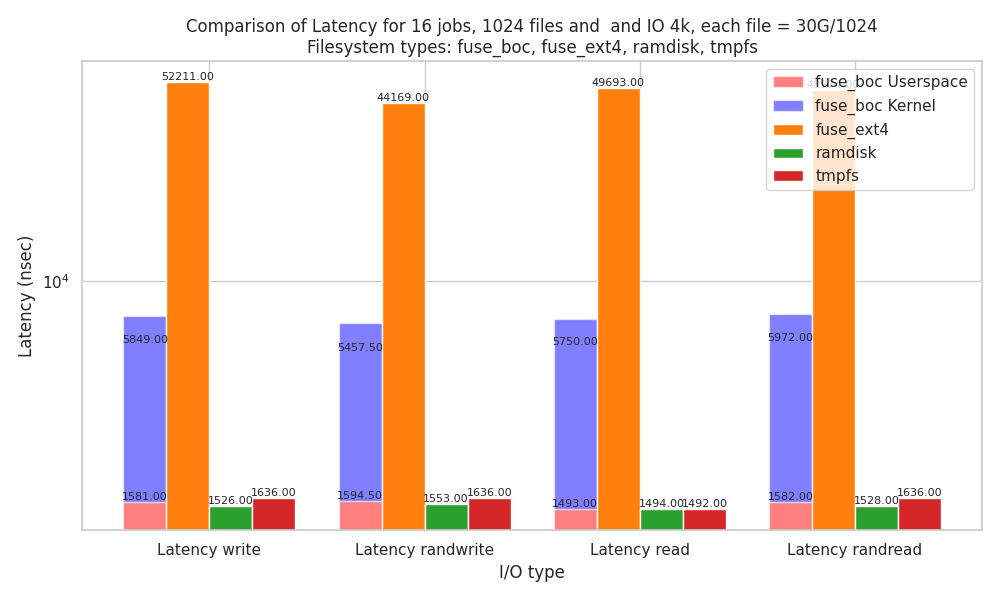 Comparison of Latency for 16 jobs, 1024 files and  and IO 4k, each file = 30G/1024
Filesystem types: fuse_boc, fuse_ext4, ramdisk, tmpfs
52211.00
44169.00
49693.00
fuse_boc Userspace
fuse_boc Kernel
fuse_ext4
ramdisk
tmpfs
Latency (nsec)
10^4
5849.00
5457.50
5750.00
5972.00
1581.00
1526.00
1636.00
1594.50
1553.00
1636.00
1493.00
1494.00
1492.00
1582.00
1528.00
1636.00
Latency write
Latency randwrite
Latency read
Latency randread
I/O type